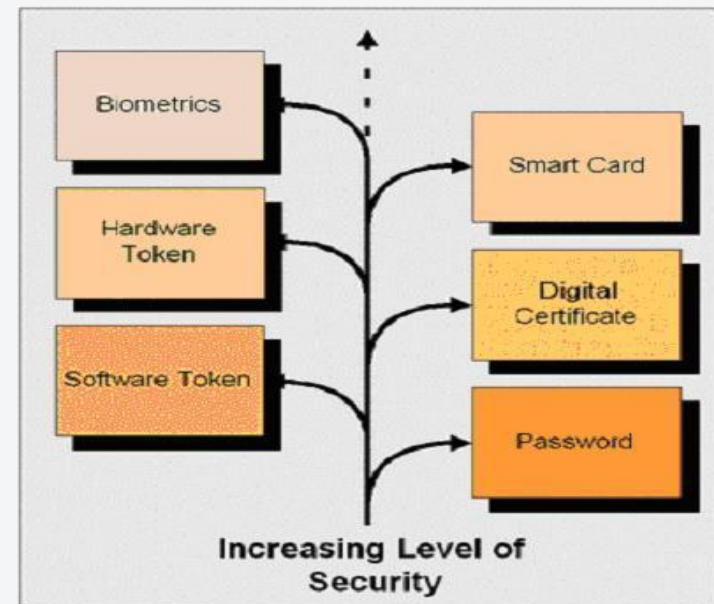 Biometrics
Smart Card
Hardware
Token
Digital
Certificate
Software Token
Password
Increasing Level of
Security